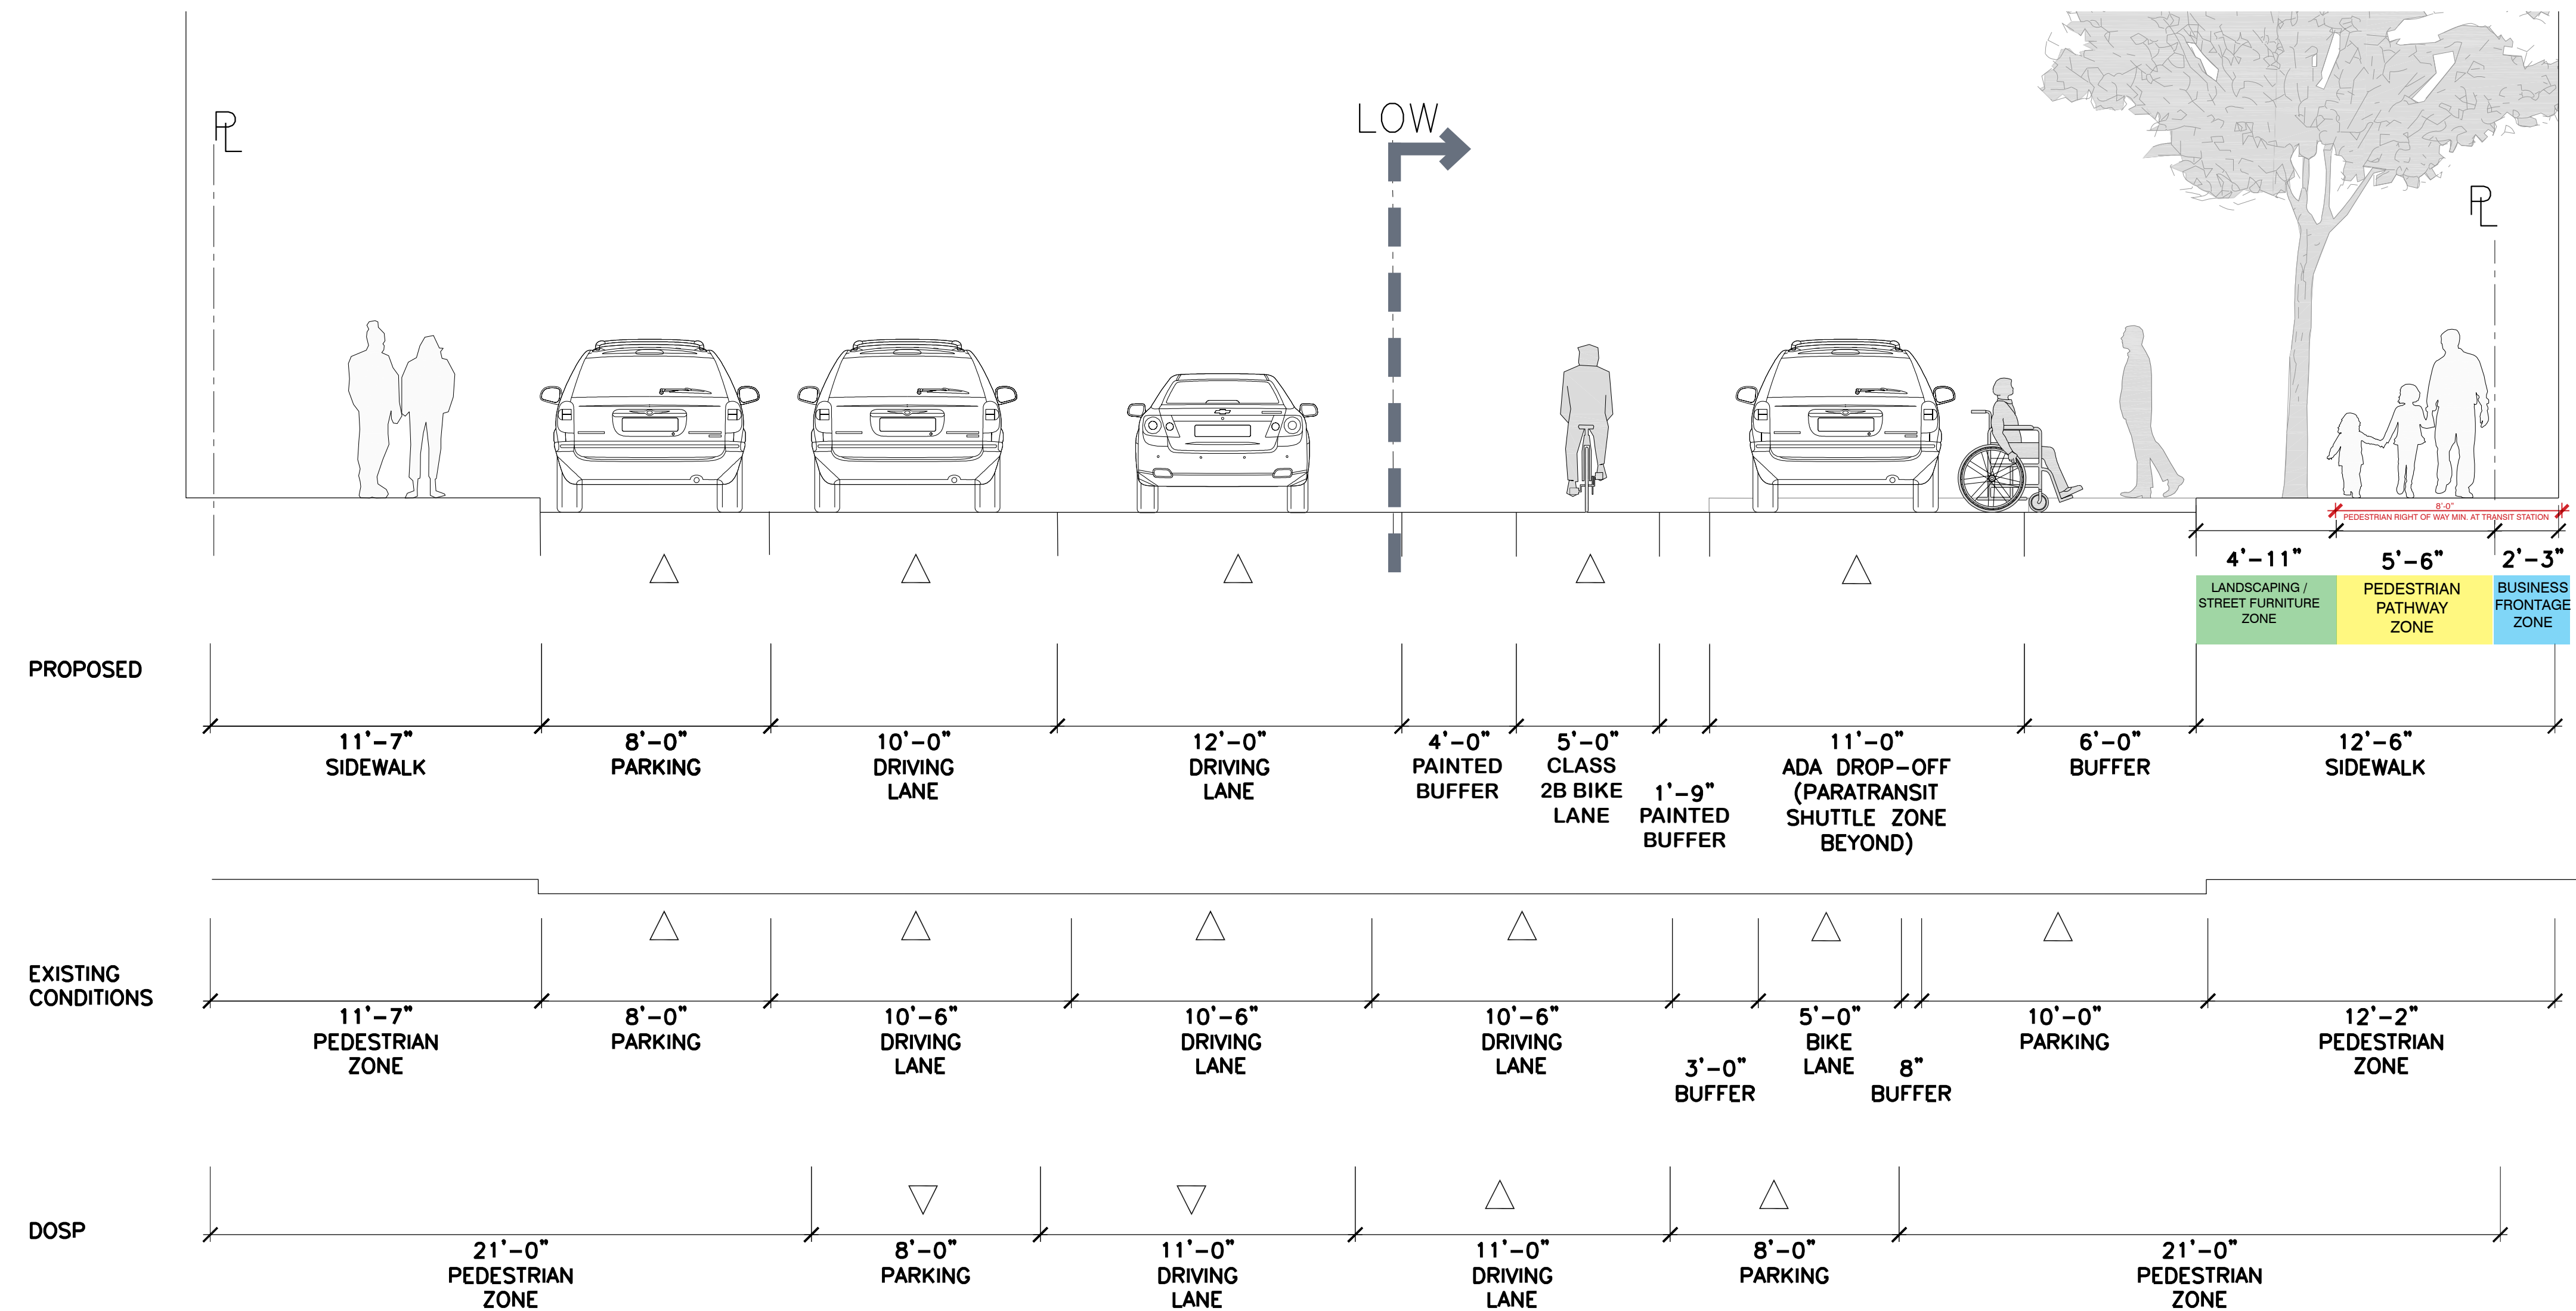 PL
LOW
PL
8'-0"
PEDESTRIAN RIGHT OF WAY MIN. AT TRANSIT STATION
4'-11"
5'-6"
2'-3"
LANDSCAPING /
STREET FURNITURE
ZONE
PEDESTRIAN
PATHWAY
ZONE
BUSINESS
FRONTAGE
ZONE
PROPOSED
11'-7"
SIDEWALK
8'-0"
PARKING
10'-0"
DRIVING
LANE
12'-0"
DRIVING
LANE
4'-0"
PAINTED
BUFFER
5'-0"
CLASS
2B BIKE
LANE
1'-9"
PAINTED
BUFFER
11'-0"
ADA DROP-OFF
(PARATRANSIT
SHUTTLE ZONE
BEYOND)
6'-0"
BUFFER
12'-6"
SIDEWALK
EXISTING
CONDITIONS
11'-7"
PEDESTRIAN
ZONE
8'-0"
PARKING
10'-6"
DRIVING
LANE
10'-6"
DRIVING
LANE
10'-6"
DRIVING
LANE
3'-0"
BUFFER
5'-0"
BIKE
LANE
8"
BUFFER
10'-0"
PARKING
12'-2"
PEDESTRIAN
ZONE
DOSP
21'-0"
PEDESTRIAN
ZONE
8'-0"
PARKING
11'-0"
DRIVING
LANE
11'-0"
DRIVING
LANE
8'-0"
PARKING
21'-0"
PEDESTRIAN
ZONE